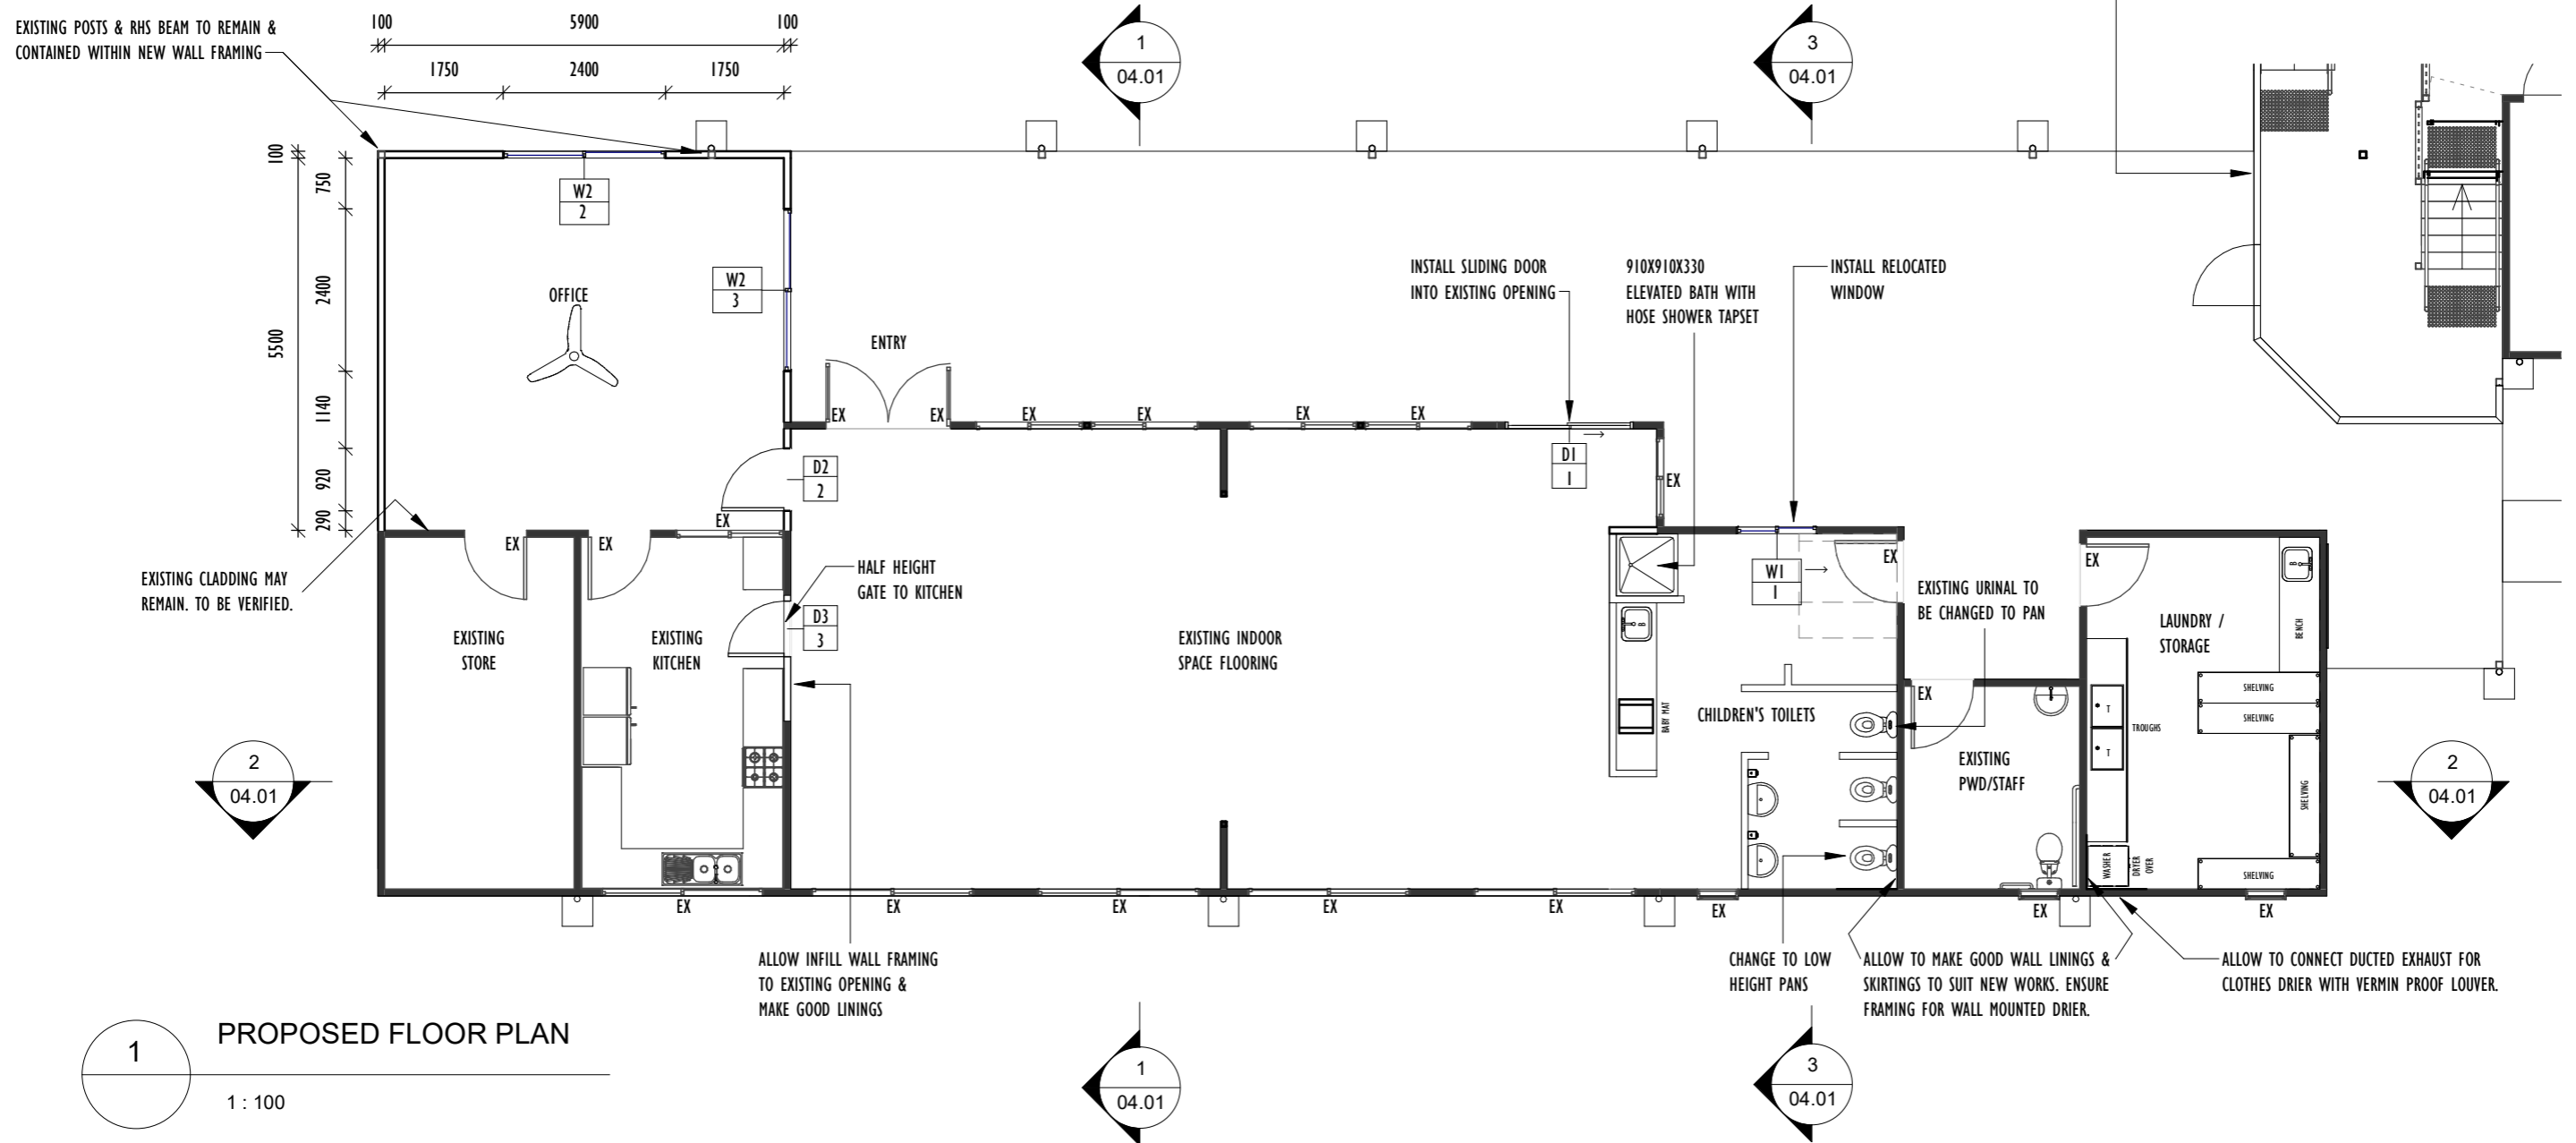 EXISTING POSTS & RHS BEAM TO REMAIN &
CONTAINED WITHIN NEW WALL FRAMING
100
5900
100
1750
2400
1750
1
04.01
3
04.01
100
750
2400
5500
1140
920
290
W2
2
W2
3
OFFICE
ENTRY
EX
EX
EX
EX
EX
EX
INSTALL SLIDING DOOR
INTO EXISTING OPENING
910X910X330
ELEVATED BATH WITH
HOSE SHOWER TAPSET
INSTALL RELOCATED
WINDOW
D1
1
EX
D2
2
EX
EX
EX
EXISTING CLADDING MAY
REMAIN. TO BE VERIFIED.
HALF HEIGHT
GATE TO KITCHEN
D3
3
EXISTING
STORE
EXISTING
KITCHEN
EXISTING INDOOR
SPACE FLOORING
W1
1
EX
EXISTING URINAL TO
BE CHANGED TO PAN
EX
LAUNDRY /
STORAGE
BENCH
EX
SHELVING
SHELVING
SHELVING
SHELVING
T
T
TROUGHS
BABY MAT
CHILDREN'S TOILETS
EXISTING
PWD/STAFF
WASHER
DRYER
OVER
2
04.01
2
04.01
EX
EX
EX
EX
EX
EX
EX
EX
ALLOW INFILL WALL FRAMING
TO EXISTING OPENING &
MAKE GOOD LININGS
CHANGE TO LOW
HEIGHT PANS
ALLOW TO MAKE GOOD WALL LININGS &
SKIRTINGS TO SUIT NEW WORKS. ENSURE
FRAMING FOR WALL MOUNTED DRIER.
ALLOW TO CONNECT DUCTED EXHAUST FOR
CLOTHES DRIER WITH VERMIN PROOF LOUVER.
1
PROPOSED FLOOR PLAN
1 : 100
1
04.01
3
04.01